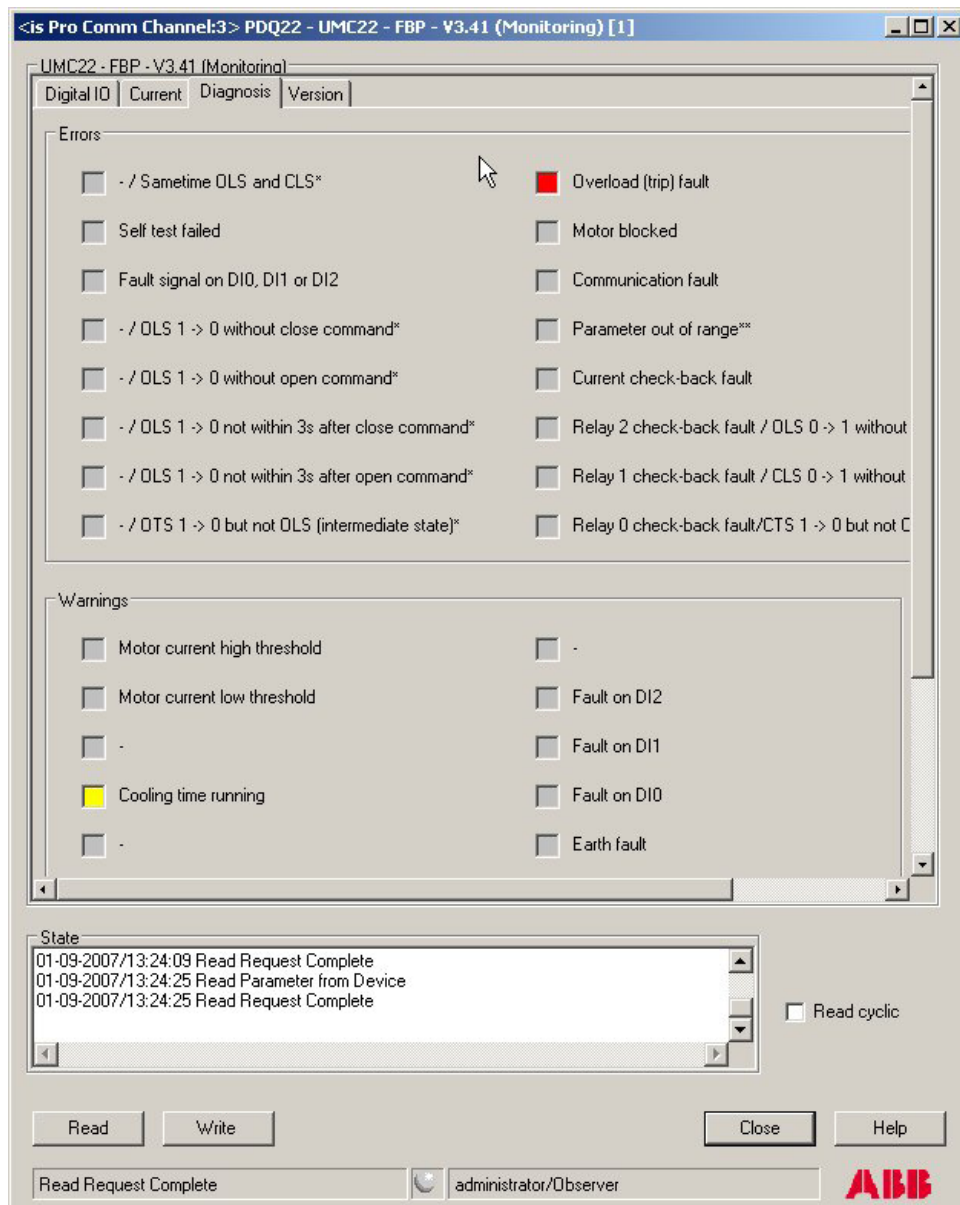 <is Pro Comm Channel:3> PDQ22 - UMC22 - FBP - V3.41 (Monitoring) [1]
UMC22 - FBP - V3.41 (Monitoring)
Digital IO Current Diagnosis Version
Errors
- / Sametime OLS and CLS*
Overload (trip) fault
Self test failed
Motor blocked
Fault signal on DI0, DI1 or DI2
Communication fault
- / OLS 1 -> 0 without close command*
Parameter out of range**
- / OLS 1 -> 0 without open command*
Current check-back fault
- / OLS 1 -> 0 not within 3s after close command*
Relay 2 check-back fault / OLS 0 -> 1 without
- / OLS 1 -> 0 not within 3s after open command*
Relay 1 check-back fault / CLS 0 -> 1 without
- / OTS 1 -> 0 but not OLS (intermediate state)*
Relay 0 check-back fault/CTS 1 -> 0 but not C
Warnings
Motor current high threshold
-
Motor current low threshold
Fault on DI2
-
Fault on DI1
Cooling time running
Fault on DI0
-
Earth fault
State
01-09-2007/13:24:09 Read Request Complete
01-09-2007/13:24:25 Read Parameter from Device
01-09-2007/13:24:25 Read Request Complete
Read cyclic
Read Write Close Help
Read Request Complete administrator/Observer ABB